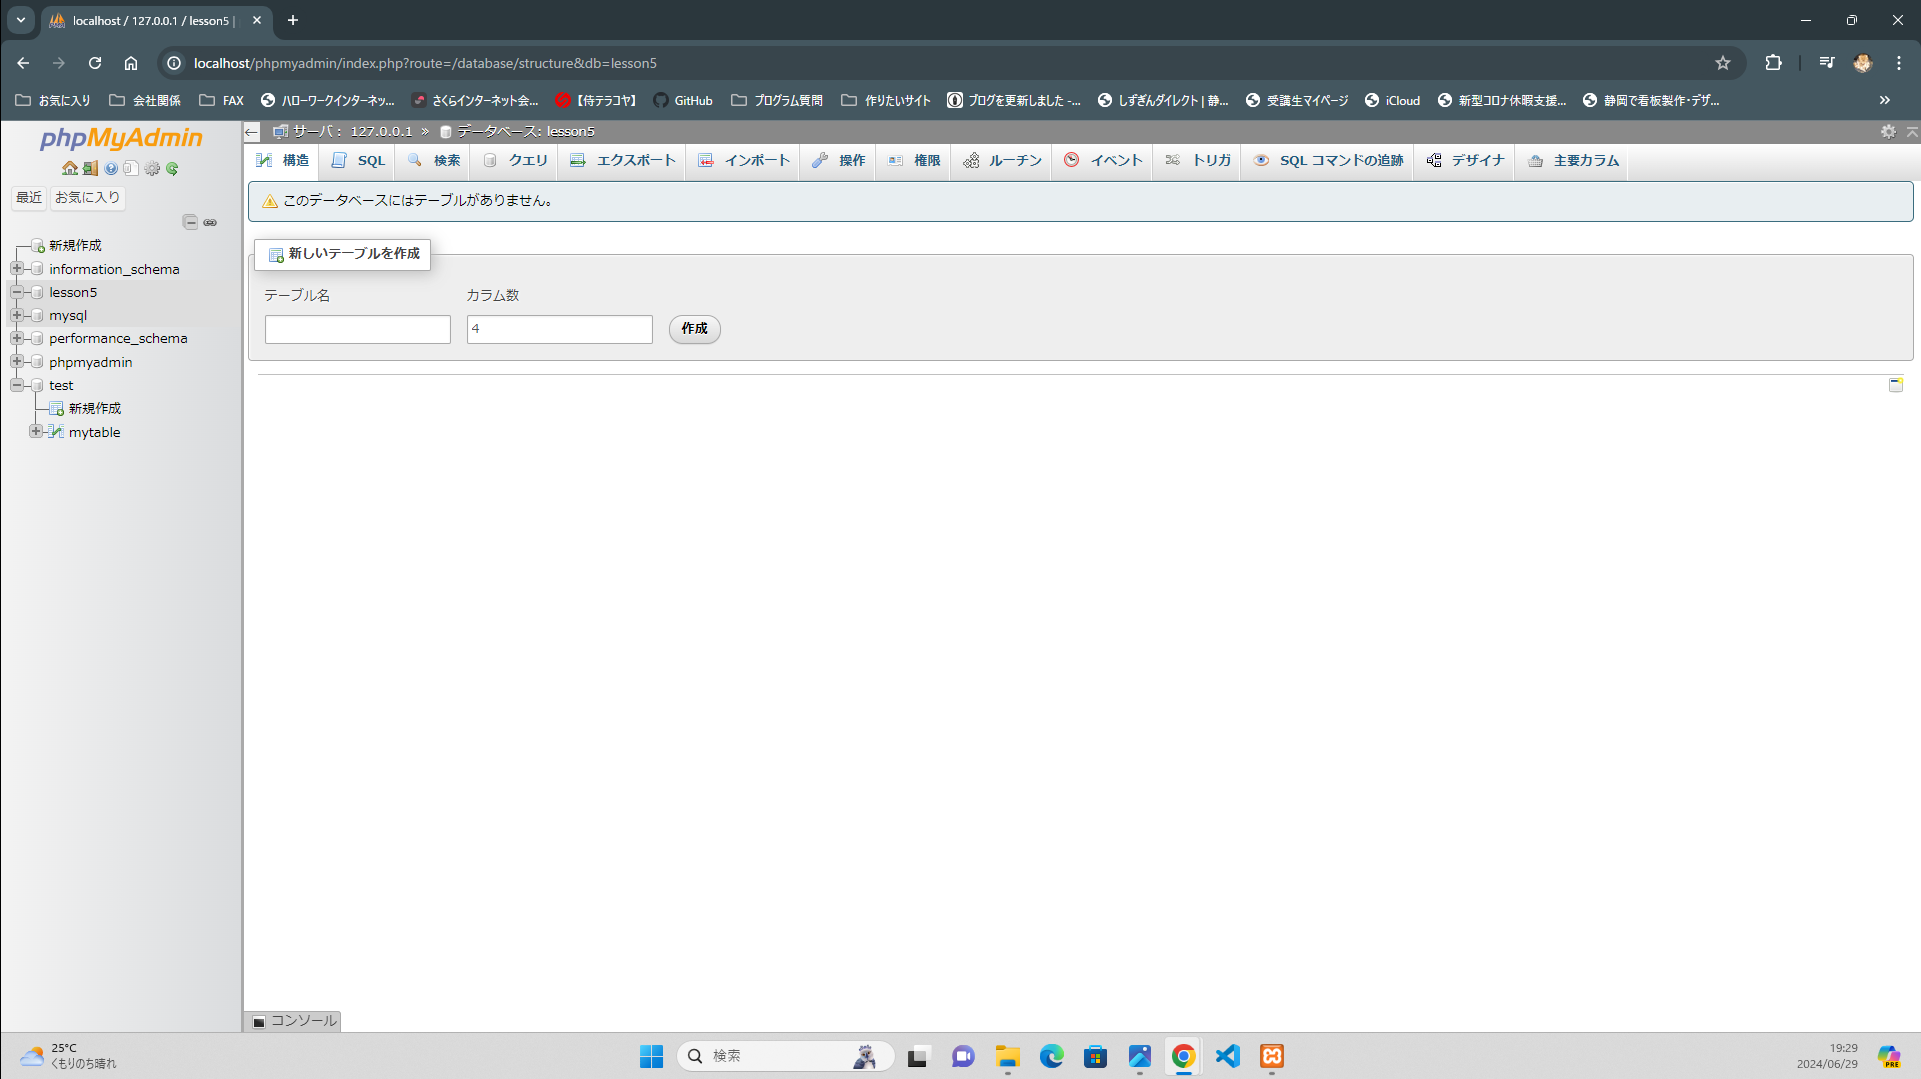 localhost / 127.0.0.1 / lesson5 |
localhost/phpmyadmin/index.php?route=/database/structure&db=lesson5
お気に入り 会社関係 FAX ハローワークインターネッ... さくらインターネット会... 【侍テラコヤ】 GitHub プログラム質問 作りたいサイト ブログを更新しました -... しずぎんダイレクト | 静... 受講生マイページ iCloud 新型コロナ休暇支援... 静岡で看板製作・デザ... »
phpMyAdmin
最近 お気に入り
新規作成
information_schema
lesson5
mysql
performance_schema
phpmyadmin
test
新規作成
mytable
サーバ: 127.0.0.1 » データベース: lesson5
構造 SQL 検索 クエリ エクスポート インポート 操作 権限 ルーチン イベント トリガ SQL コマンドの追跡 デザイナ 主要カラム
このデータベースにはテーブルがありません。
新しいテーブルを作成
テーブル名 カラム数
4 作成
コンソール
25°C
くもりのち晴れ
検索
19:29
2024/06/29
PRE